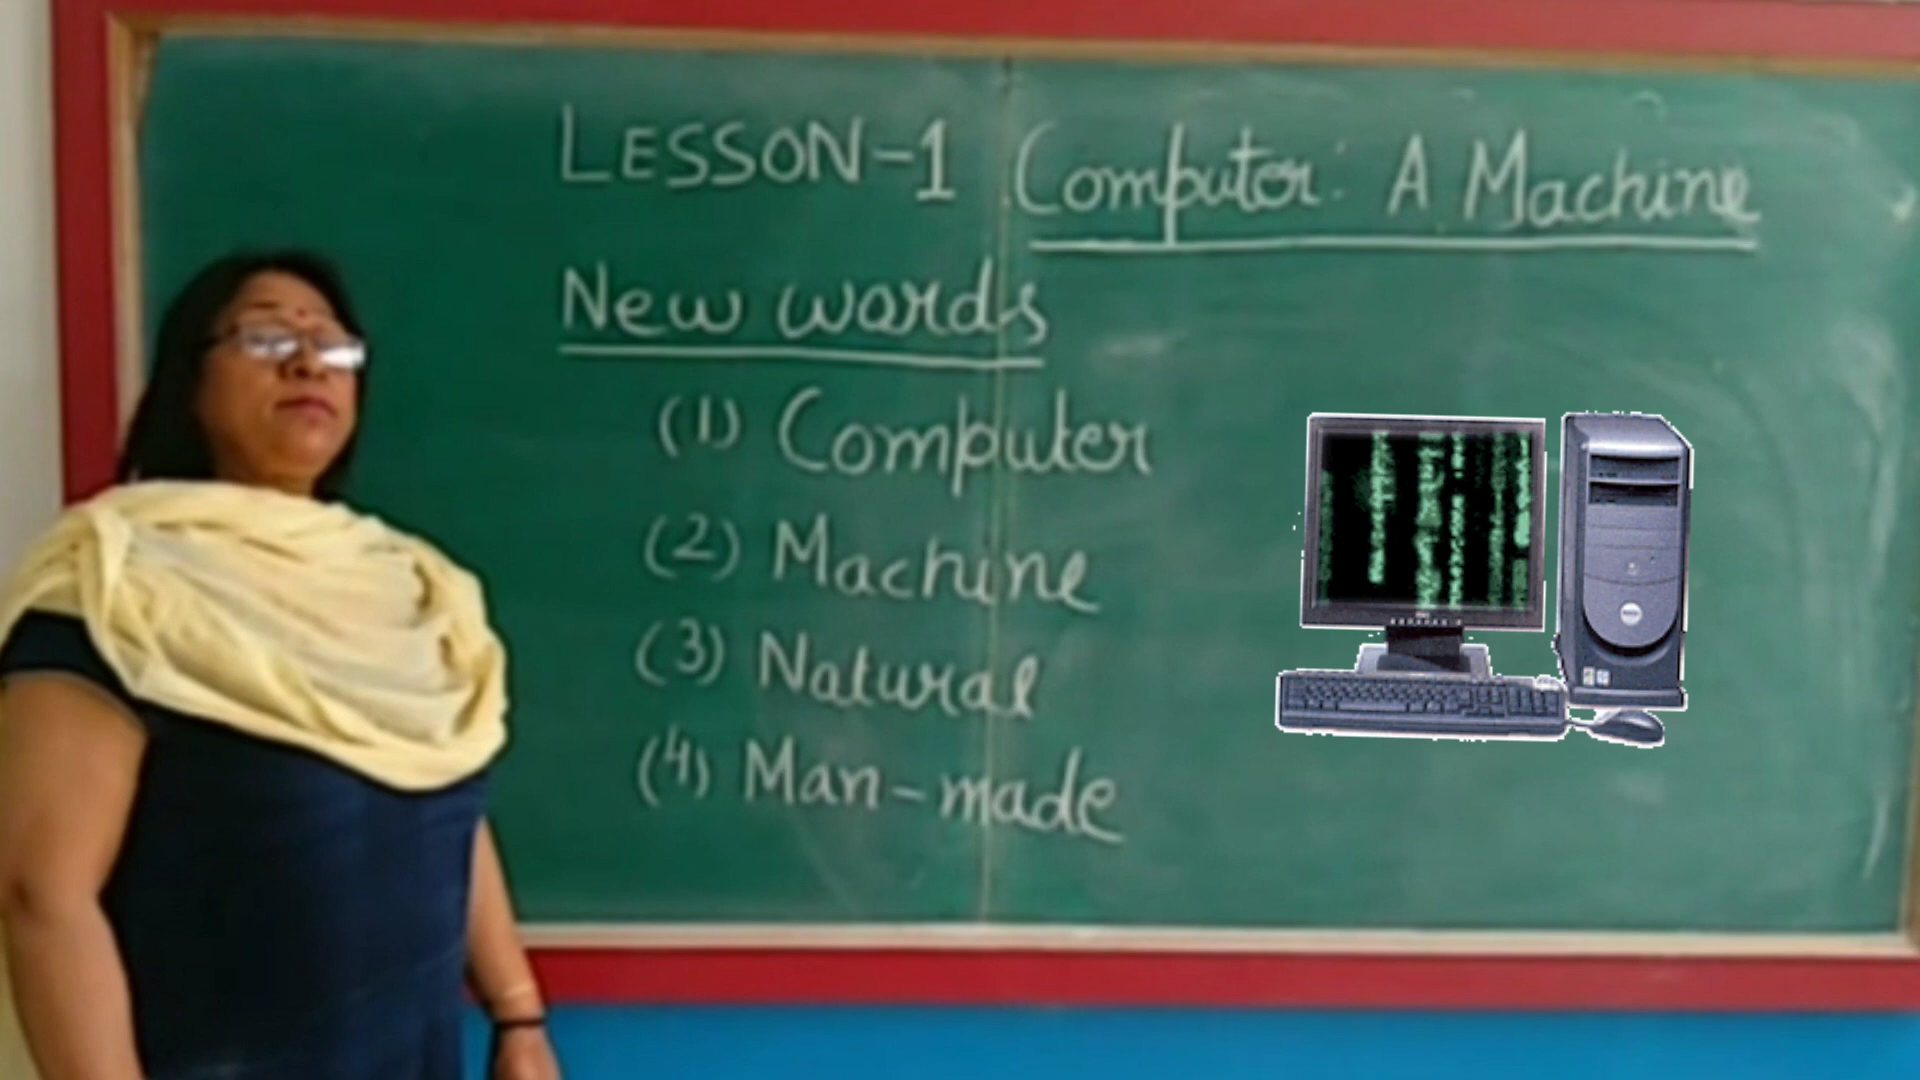 LESSON-1 Computer: A Machine
New words
(1) Computer
(2) Machine
(3) Natural
(4) Man-made